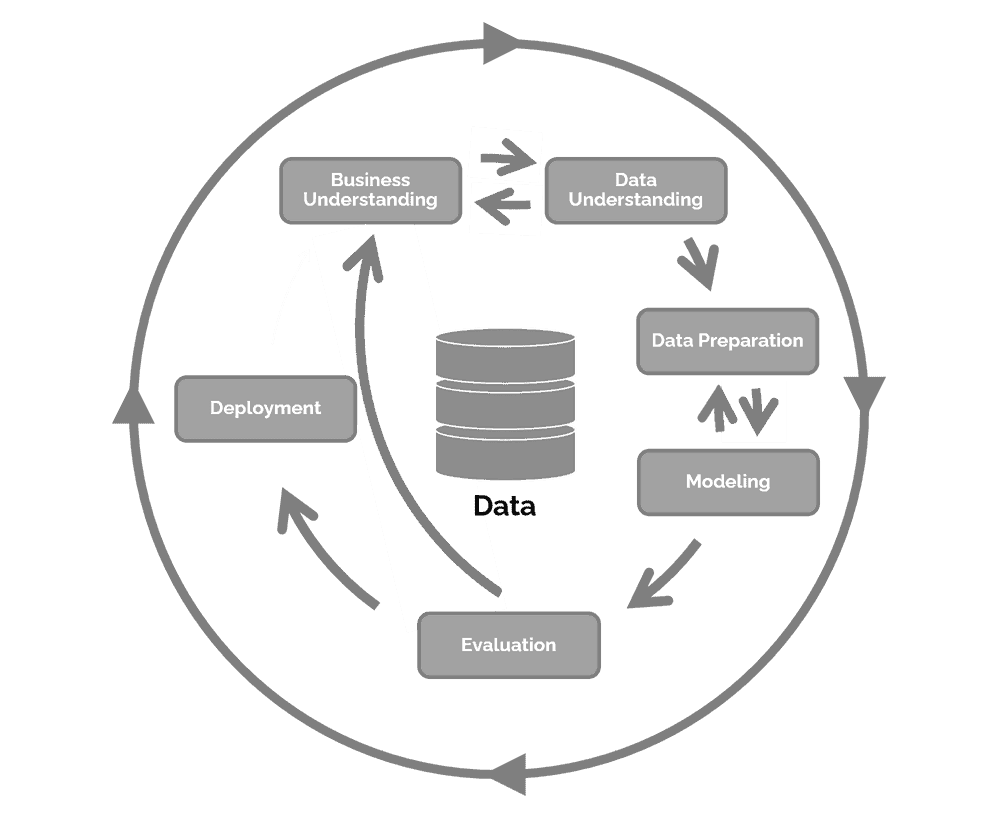 Business
Understanding
Data
Understanding
Data Preparation
Deployment
Modeling
Data
Evaluation